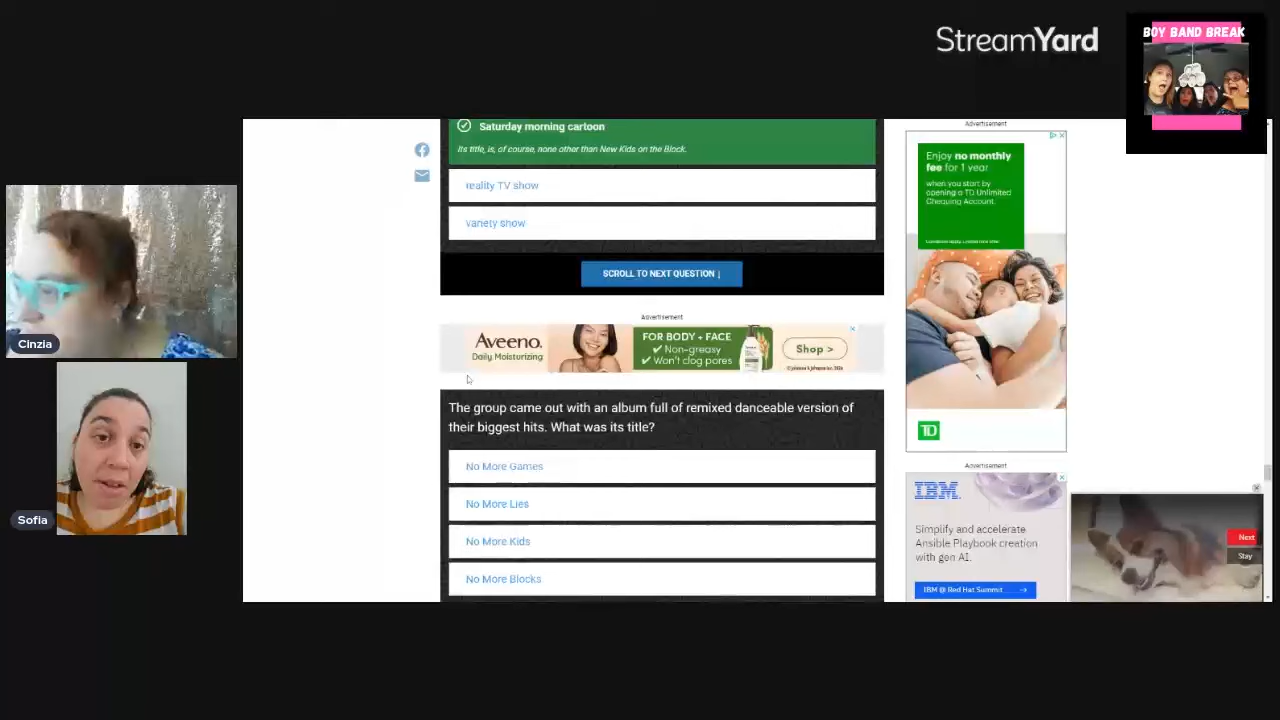 StreamYard
BOY BAND BREAK
Advertisement
Saturday morning cartoon
Its title, is, of course, none other than New Kids on the Block.
reality TV show
variety show
SCROLL TO NEXT QUESTION ↓
Advertisement
Aveeno.
Daily Moisturizing
FOR BODY + FACE
✓ Non-greasy
✓ Won't clog pores
Shop >
The group came out with an album full of remixed danceable version of
their biggest hits. What was its title?
No More Games
No More Lies
No More Kids
No More Blocks
Enjoy no monthly
fee for 1 year
when you start by
opening a TD Unlimited
Chequing Account.
TD
Advertisement
IBM
Simplify and accelerate
Ansible Playbook creation
with gen AI.
IBM @ Red Hat Summit →
Next
Stay
Cinzia
Sofia